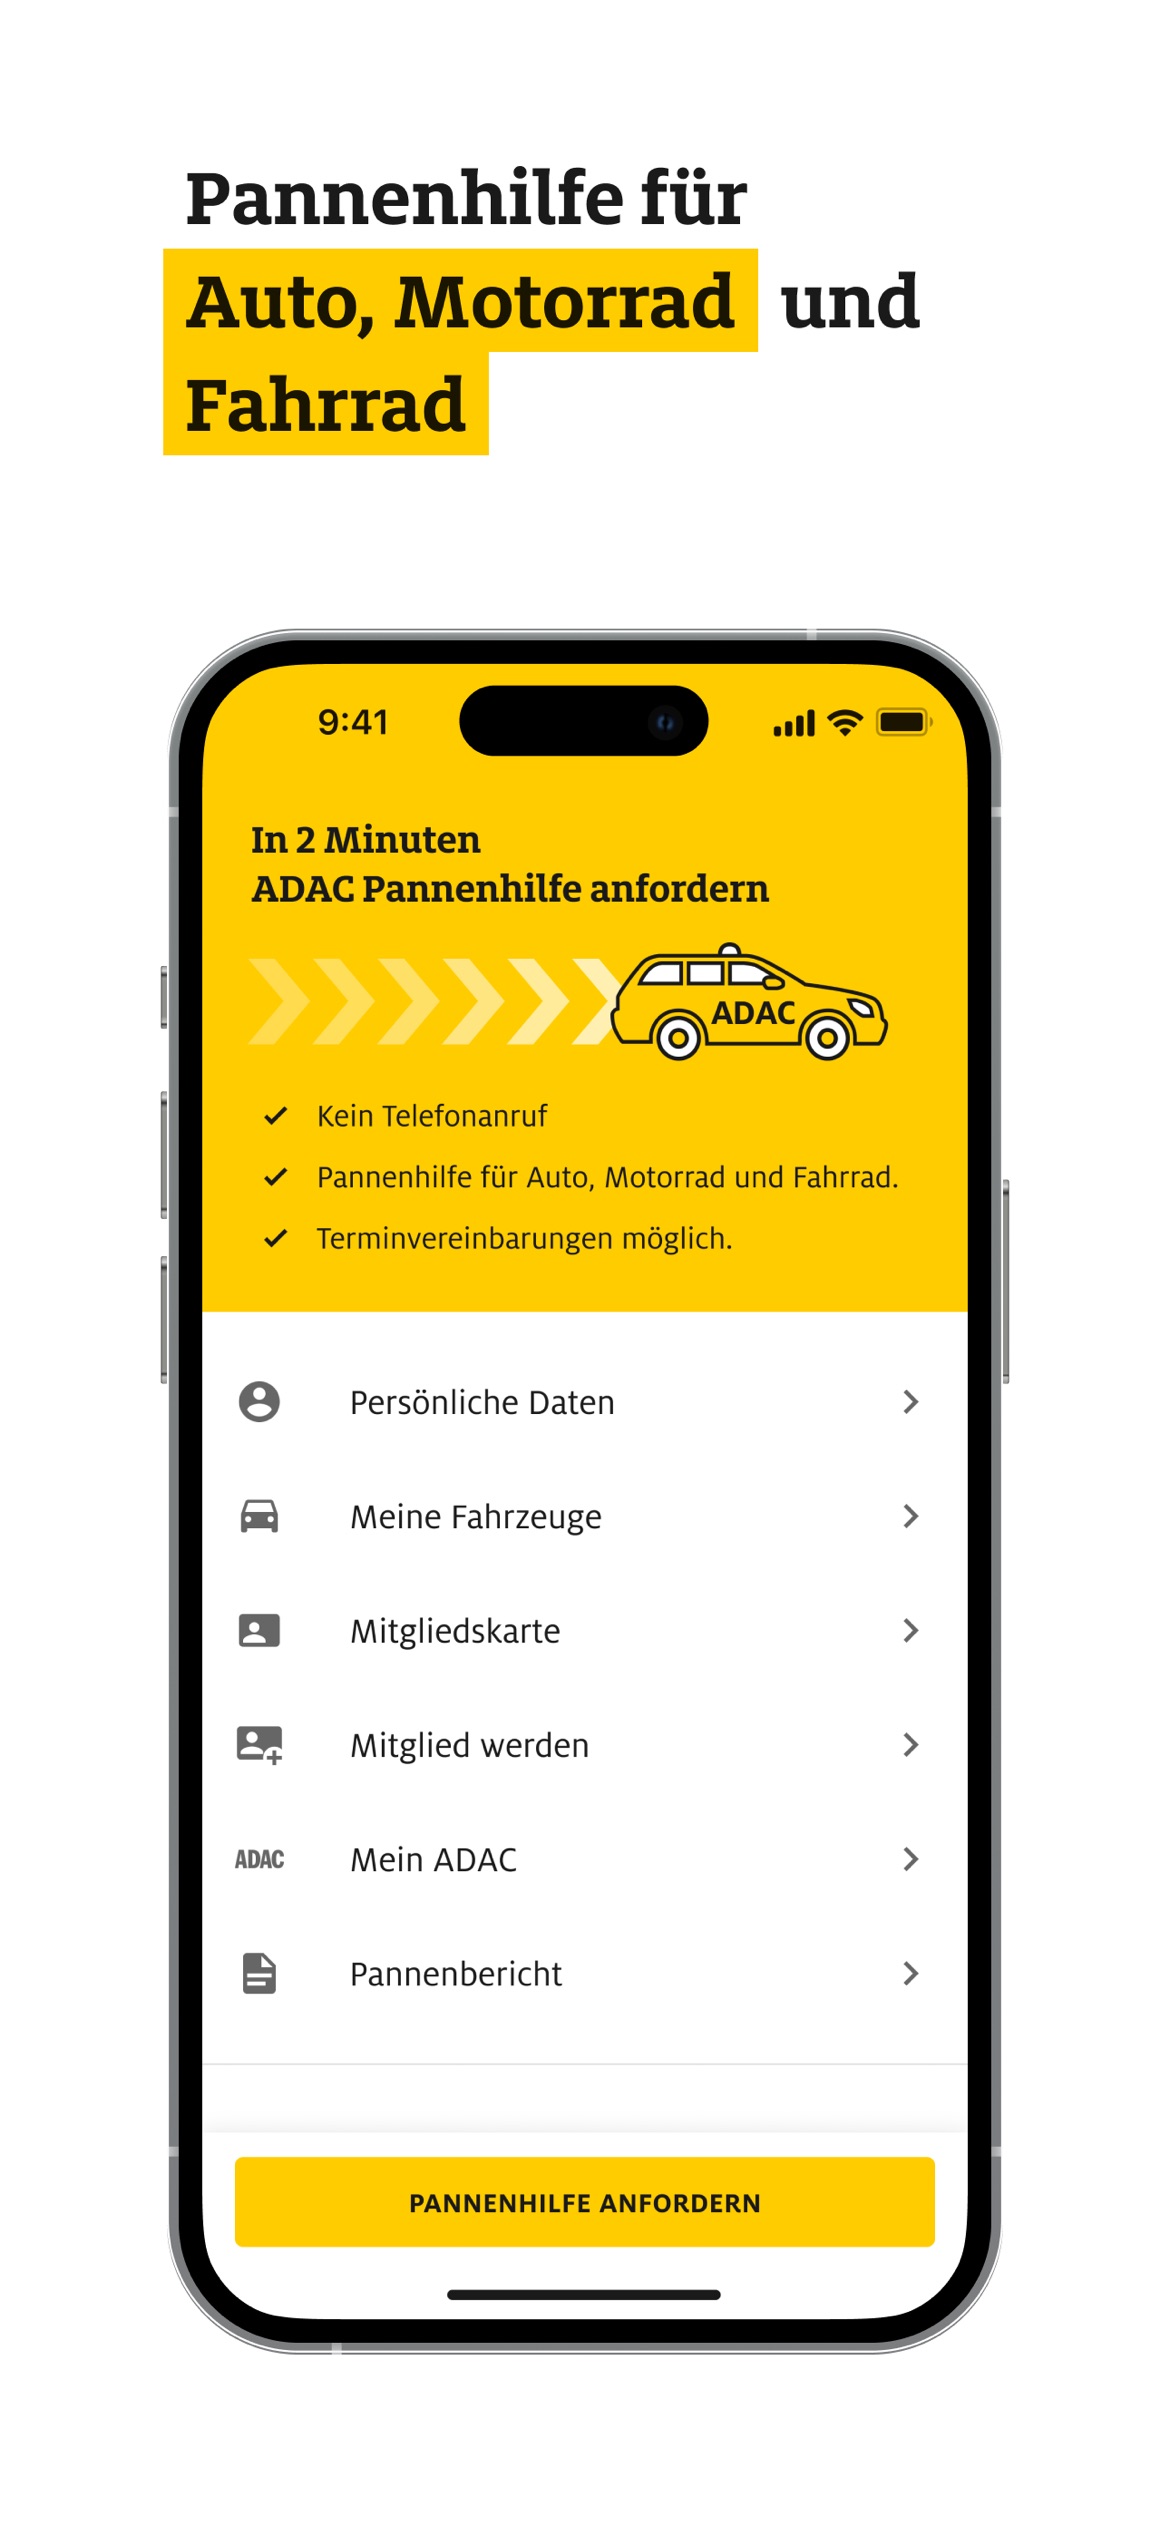 Pannenhilfe für
Auto, Motorrad und
Fahrrad
9:41
In 2 Minuten
ADAC Pannenhilfe anfordern
ADAC
Kein Telefonanruf
Pannenhilfe für Auto, Motorrad und Fahrrad.
Terminvereinbarungen möglich.
Persönliche Daten
Meine Fahrzeuge
Mitgliedskarte
Mitglied werden
ADAC Mein ADAC
Pannenbericht
PANNENHILFE ANFORDERN